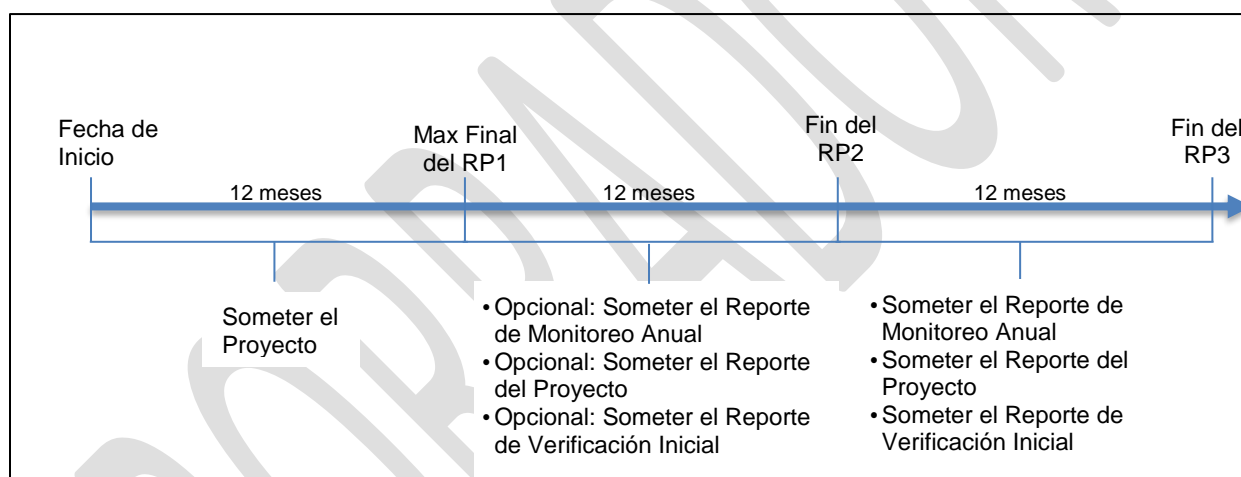 Fecha de
Inicio
Max Final
del RP1
Fin del
RP2
Fin del
RP3
12 meses
12 meses
12 meses
Someter el
Proyecto
• Opcional: Someter el Reporte
de Monitoreo Anual
• Opcional: Someter el Reporte
del Proyecto
• Opcional: Someter el Reporte
de Verificación Inicial
• Someter el Reporte de
Monitoreo Anual
• Someter el Reporte del
Proyecto
• Someter el Reporte de
Verificación Inicial